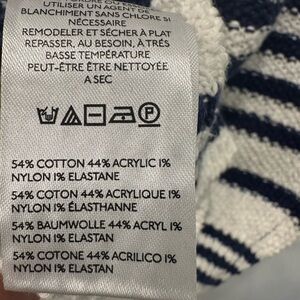 UTILISER UN AGENT DE
BLANCHIMENT SANS CHLORE SI
NÉCESSAIRE
REMODELER ET SÉCHER À PLAT
REPASSER, AU BESOIN, À TRÈS
BASSE TEMPÉRATURE
PEUT-ÊTRE ÊTRE NETTOYÉE
A SEC
P
54% COTTON 44% ACRYLIC 1%
NYLON 1% ELASTANE
54% COTON 44% ACRYLIQUE 1%
NYLON 1% ÉLASTHANNE
54% BAUMWOLLE 44% ACRYL 1%
NYLON 1% ELASTAN
54% COTONE 44% ACRILICO 1%
NYLON 1% ELASTAN